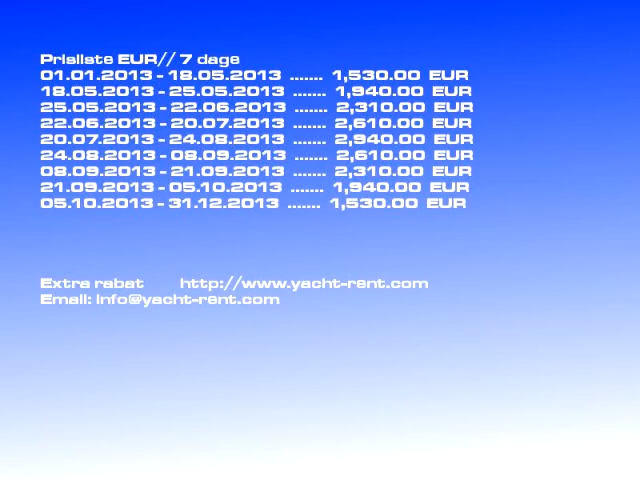 Prisliste EUR// 7 dage
01.01.2013 - 18.05.2013 ....... 1,530.00 EUR
18.05.2013 - 25.05.2013 ....... 1,940.00 EUR
25.05.2013 - 22.06.2013 ....... 2,310.00 EUR
22.06.2013 - 20.07.2013 ....... 2,610.00 EUR
20.07.2013 - 24.08.2013 ....... 2,940.00 EUR
24.08.2013 - 08.09.2013 ....... 2,610.00 EUR
08.09.2013 - 21.09.2013 ....... 2,310.00 EUR
21.09.2013 - 05.10.2013 ....... 1,940.00 EUR
05.10.2013 - 31.12.2013 ....... 1,530.00 EUR
Extra rabat http://www.yacht-rent.com
Email: info@yacht-rent.com